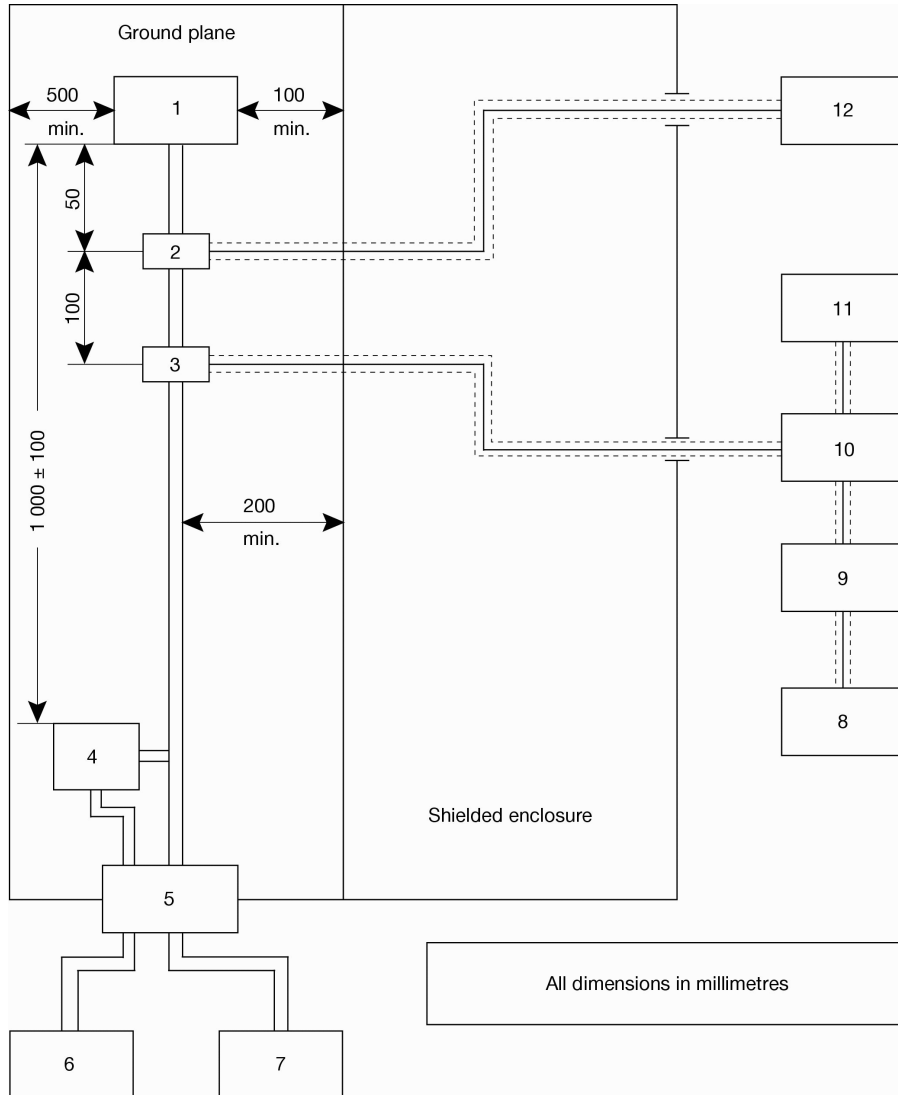 Ground plane
500
min.
1
100
min.
12
50
2
100
3
11
10
1 000 ± 100
200
min.
9
4
8
Shielded enclosure
5
All dimensions in millimetres
6
7